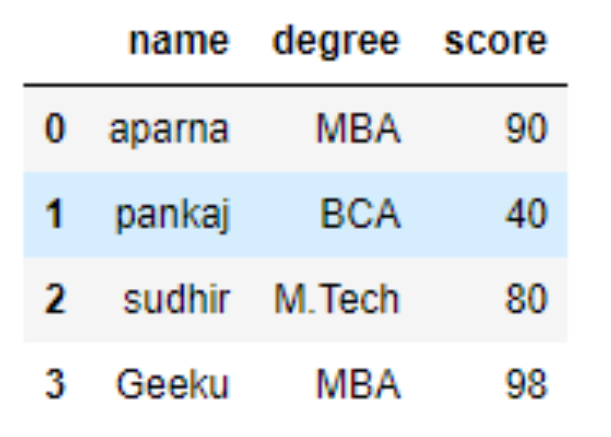 name degree score
0 aparna MBA 90
1 pankaj BCA 40
2 sudhir M.Tech 80
3 Geeku MBA 98